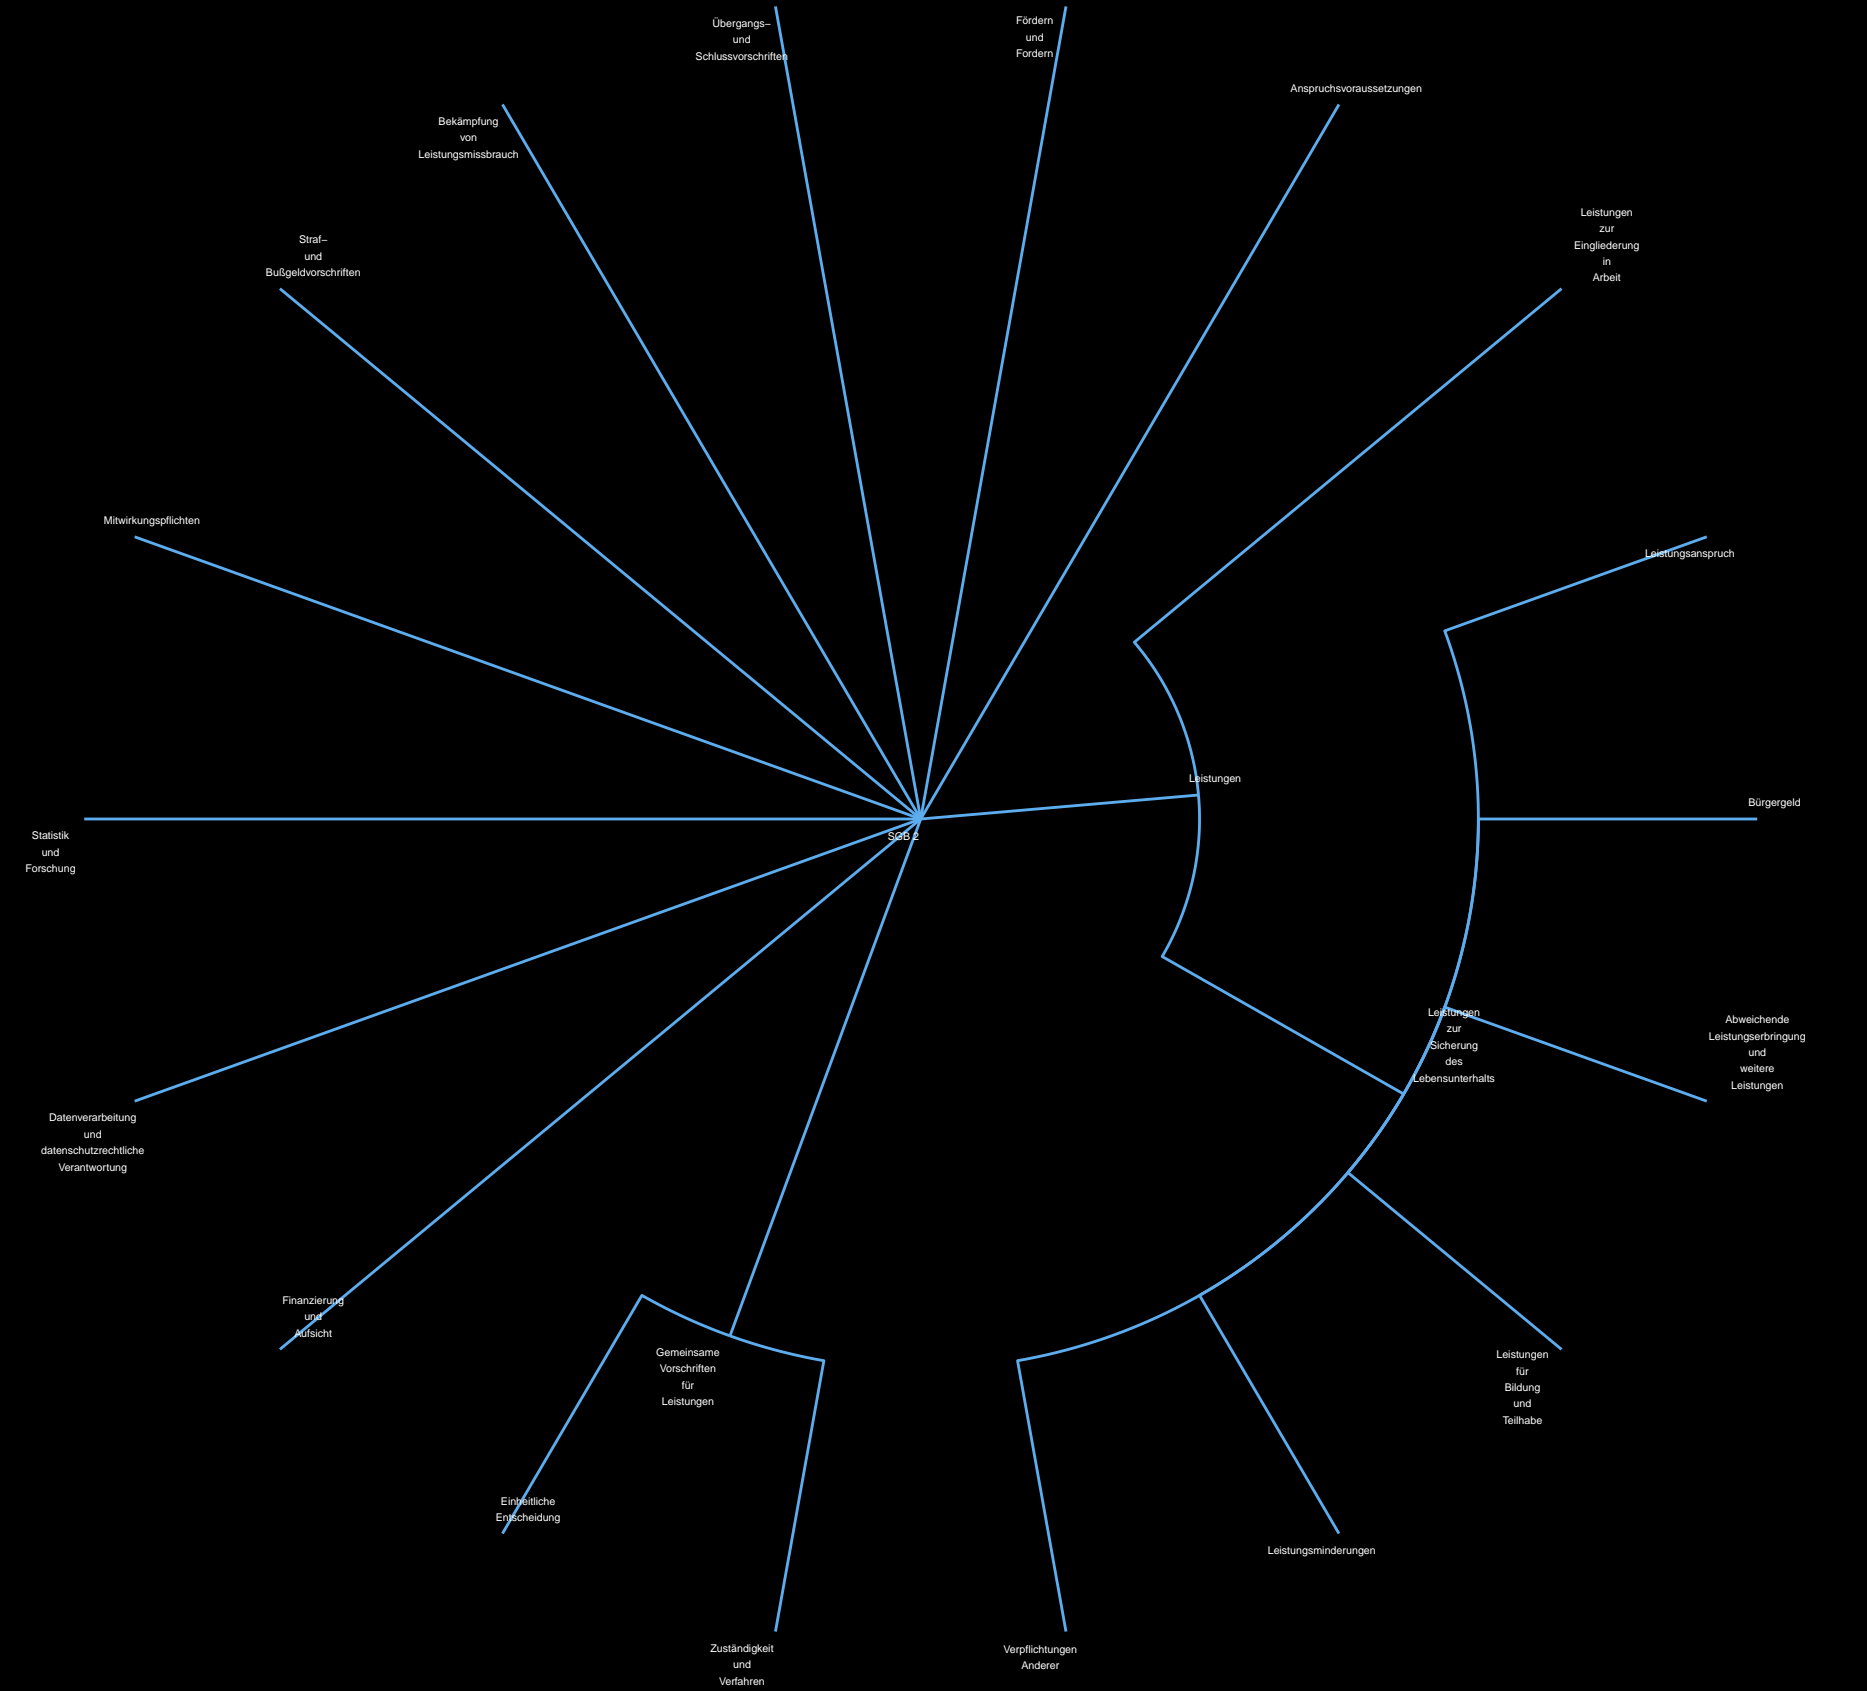 Übergangs–
und
Schlussvorschriften
Fördern
und
Fordern
Anspruchsvoraussetzungen
Bekämpfung
von
Leistungsmissbrauch
Leistungen
zur
Eingliederung
in
Arbeit
Straf–
und
Bußgeldvorschriften
Mitwirkungspflichten
Leistungsanspruch
Leistungen
Bürgergeld
SGB 2
Statistik
und
Forschung
Leistungen
zur
Sicherung
des
Lebensunterhalts
Abweichende
Leistungserbringung
und
weitere
Leistungen
Datenverarbeitung
und
datenschutzrechtliche
Verantwortung
Finanzierung
und
Aufsicht
Gemeinsame
Vorschriften
für
Leistungen
Leistungen
für
Bildung
und
Teilhabe
Einheitliche
Entscheidung
Leistungsminderungen
Zuständigkeit
und
Verfahren
Verpflichtungen
Anderer